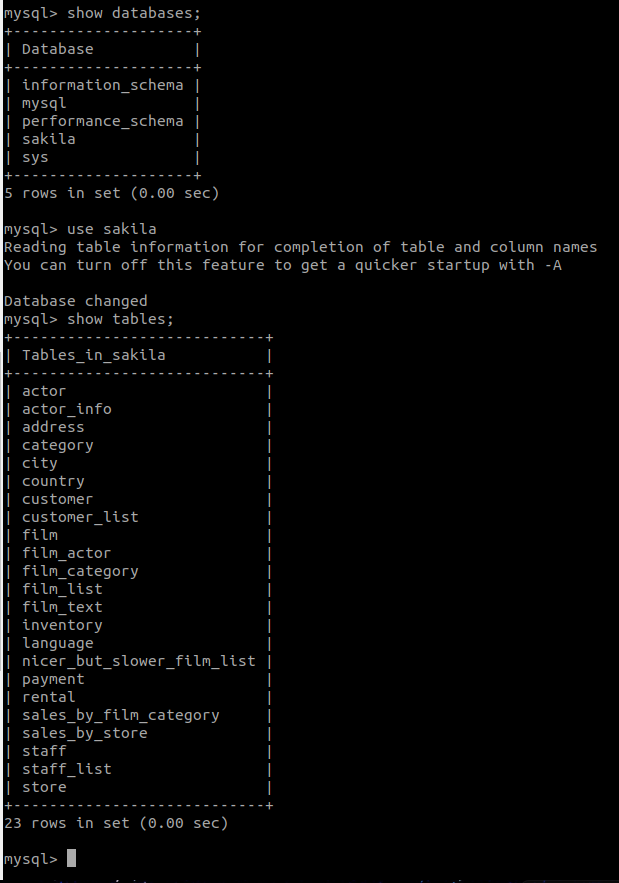 mysql> show databases;
+--------------------+
| Database           |
+--------------------+
| information_schema |
| mysql              |
| performance_schema |
| sakila             |
| sys                |
+--------------------+
5 rows in set (0.00 sec)

mysql> use sakila
Reading table information for completion of table and column names
You can turn off this feature to get a quicker startup with -A

Database changed
mysql> show tables;
+----------------------------+
| Tables_in_sakila           |
+----------------------------+
| actor                      |
| actor_info                 |
| address                    |
| category                   |
| city                       |
| country                    |
| customer                   |
| customer_list              |
| film                       |
| film_actor                 |
| film_category              |
| film_list                  |
| film_text                  |
| inventory                  |
| language                   |
| nicer_but_slower_film_list |
| payment                    |
| rental                     |
| sales_by_film_category     |
| sales_by_store             |
| staff                      |
| staff_list                 |
| store                      |
+----------------------------+
23 rows in set (0.00 sec)

mysql>